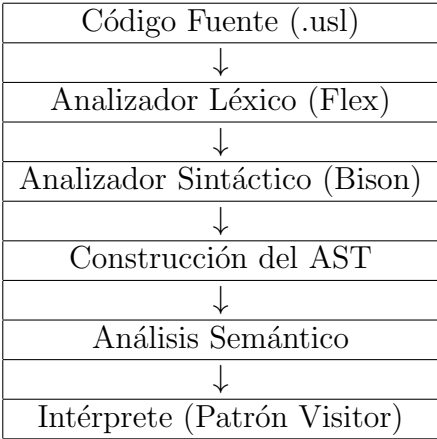 Código Fuente (.usl)
↓
Analizador Léxico (Flex)
↓
Analizador Sintáctico (Bison)
↓
Construcción del AST
↓
Análisis Semántico
↓
Intérprete (Patrón Visitor)